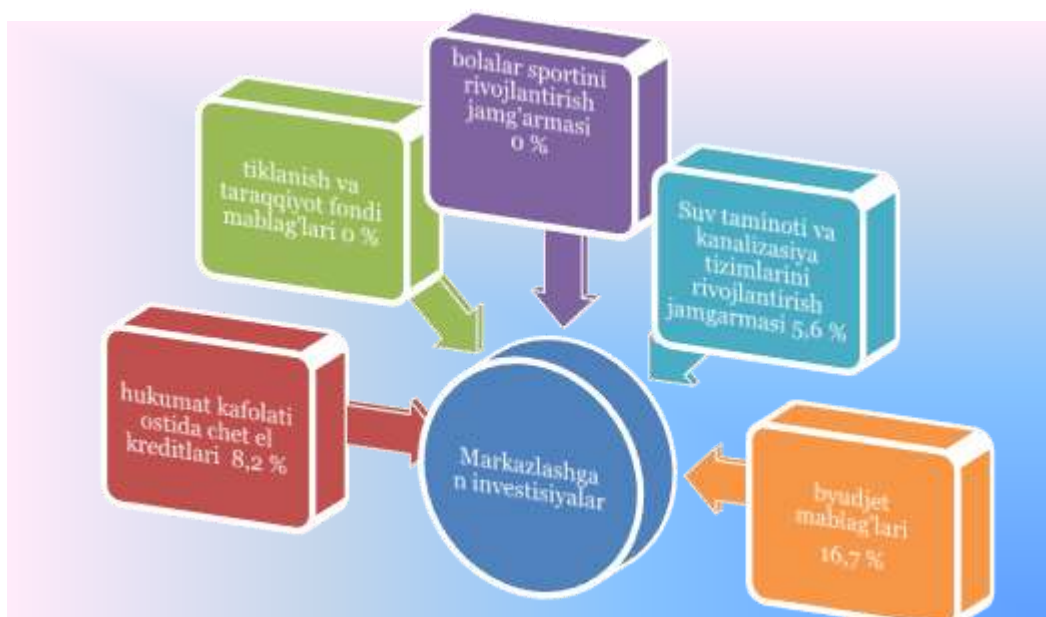 bolalar sportini
rivojlantirish
jamg'armasi
0 %
tiklanish va
taraqqiyot fondi
mablag'lari 0 %
Suv taminoti va
kanalizasiya
tizimlarini
rivojlantirish
jamgarmasi 5,6 %
hukumat kafolati
ostida chet el
kreditlari 8,2 %
Markazlashga
n investisiyalar
byudjet
mablag'lari
16,7 %